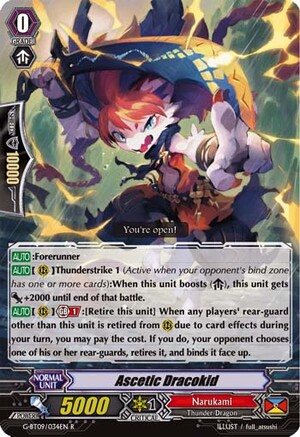 0
GRADE
SHIELD
10000
You're open!
AUTO:Forerunner
AUTO[]Thunderstrike 1 (Active when your opponent's bind zone
has one or more cards):When this unit boosts (), this unit gets
+2000 until end of that battle.
AUTO[][CB 1]:[Retire this unit] When any players' rear-guard
other than this unit is retired from due to card effects during
your turn, you may pay the cost. If you do, your opponent chooses
one of his or her rear-guards, retires it, and binds it face up.
NORMAL
UNIT
Ascetic Dracokid
POWER
5000
1
CRITICAL
Narukami
Thunder Dragon
G-BT09/034EN R
ILLUST / full_atsushi